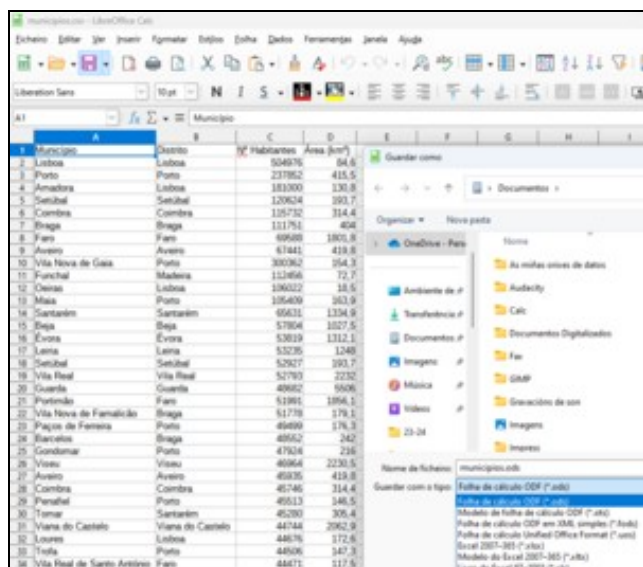 municipios.csv - LibreOffice Calc
Ficheiro Editar Ver Inserir Formatar Estilos Folha Dados Ferramentas Janela Ajuda
Liberation Sans 10 pt N I S
A1 Município
A B C D E F G H I
1 Município Distrito Nº Habitantes Área (km²)
2 Lisboa Lisboa 504976 84,6
3 Porto Porto 237862 415,5
4 Amadora Lisboa 181000 130,8
5 Setúbal Setúbal 120624 193,7
6 Coimbra Coimbra 115732 314,4
7 Braga Braga 111751 404
8 Faro Faro 69588 1801,8
9 Aveiro Aveiro 67441 419,8
10 Vila Nova de Gaia Porto 300362 154,3
11 Funchal Madeira 112456 72,7
12 Oeiras Lisboa 106022 18,5
13 Maia Porto 105409 163,9
14 Santarém Santarém 65631 1334,9
15 Beja Beja 57804 1027,5
16 Évora Évora 53819 1312,1
17 Leiria Leiria 53235 1248
18 Setúbal Setúbal 52927 193,7
19 Vila Real Vila Real 52793 2232
20 Guarda Guarda 5506
21 Portimão Faro 51991 1856,1
22 Vila Nova de Famalicão Braga 51778 179,1
23 Paços de Ferreira Porto 49499 176,3
24 Barcelos Braga 48552 242
25 Gondomar Porto 47924 216
26 Viseu Viseu 46964 2230,5
27 Aveiro Aveiro 45935 419,8
28 Coimbra Coimbra 45746 314,4
29 Penafiel Porto 45513 146,5
30 Tomar Santarém 45280 305,4
31 Viana do Castelo Viana do Castelo 44744 2062,9
32 Loures Lisboa 44676 172,6
33 Trofa Porto 44506 147,3
34 Vila Real de Santo António Faro 44471 117,5
Guardar como
Documentos
Organizar Nova pasta
OneDrive - Pers
Ambiente de
Transferência
Documentos
Imagens
Música
Vídeos
23-24
Nome
As miñas orixes de datos
Audacity
Calc
Documentos Digitalizados
Fax
GIMP
Gravacións de son
Imagens
Impress
Nome de ficheiro: municipios.ods
Guardar com o tipo: Folha de cálculo ODF (*.ods)
Folha de cálculo ODF (*.ods)
Modelo de folha de cálculo ODF (*.ots)
Folha de cálculo ODF em XML simples (*.fods)
Folha de cálculo Unified Office Format (*.uos)
Excel 2007–365 (*.xlsx)
Modelo do Excel 2007–365 (*.xltx)